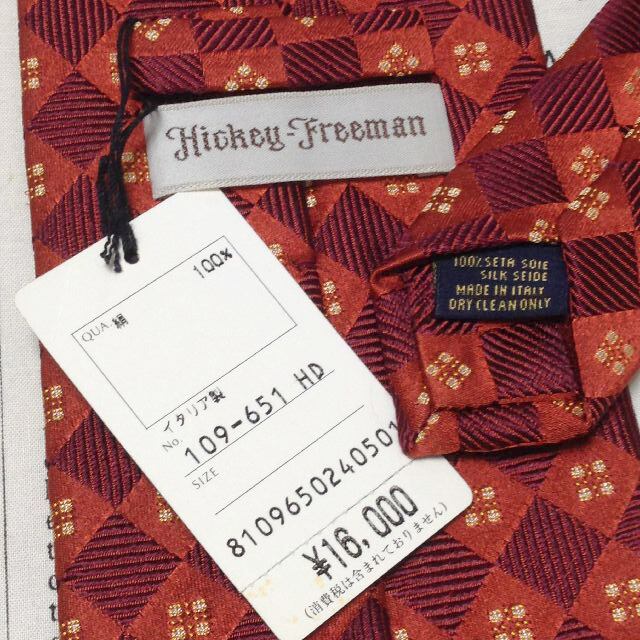 Hickey-Freeman
100% SETA SOIE
SILK SEIDE
MADE IN ITALY
DRY CLEAN ONLY
QUA. 絹 100%
イタリア製
No. 109-651 HD
SIZE
8109650240501
¥16,000
(消費税は含まれておりません)